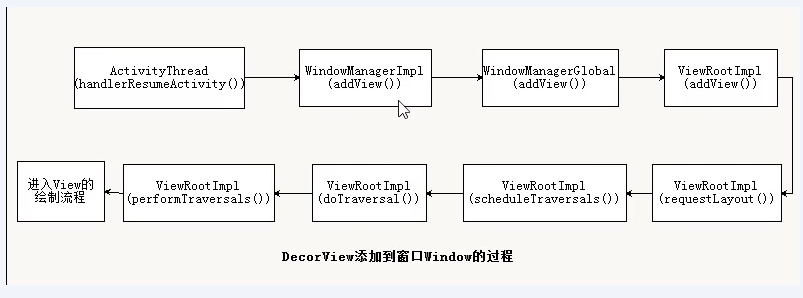 ActivityThread
(handlerResumeActivity())
WindowManagerImpl
(addView())
WindowManagerGlobal
(addView())
ViewRootImpl
(addView())
进入View的
绘制流程
ViewRootImpl
(performTraversals())
ViewRootImpl
(doTraversal())
ViewRootImpl
(scheduleTraversals())
ViewRootImpl
(requestLayout())
DecorView添加到窗口Window的过程